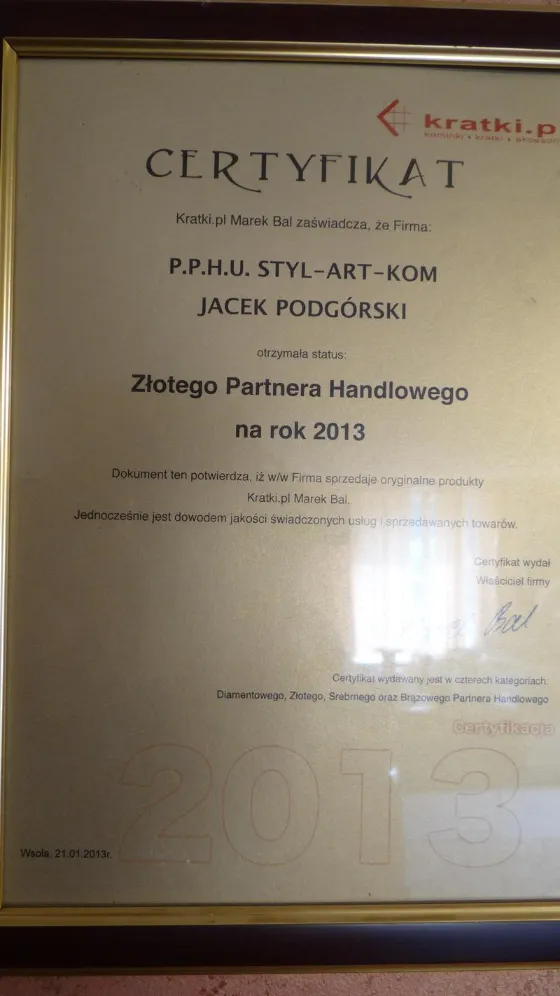 kratki.p
kominki • kratki •
CERTYFIKAT
Kratki.pl Marek Bal zaświadcza, że Firma:
P.P.H.U. STYL-ART-KOM
JACEK PODGÓRSKI
otrzymała status:
Złotego Partnera Handlowego
na rok 2013
Dokument ten potwierdza, iż w/w Firma sprzedaje oryginalne produkty
Kratki.pl Marek Bal.
Jednocześnie jest dowodem jakości świadczonych usług i sprzedawanych towarów.
Certyfikat wydał
Właściciel firmy
Bal
Certyfikat wydawany jest w czterech kategoriach:
Diamentowego, Złotego, Srebrnego oraz Brązowego Partnera Handlowego
Certyfikacja
2013
Wsola, 21.01.2013r.